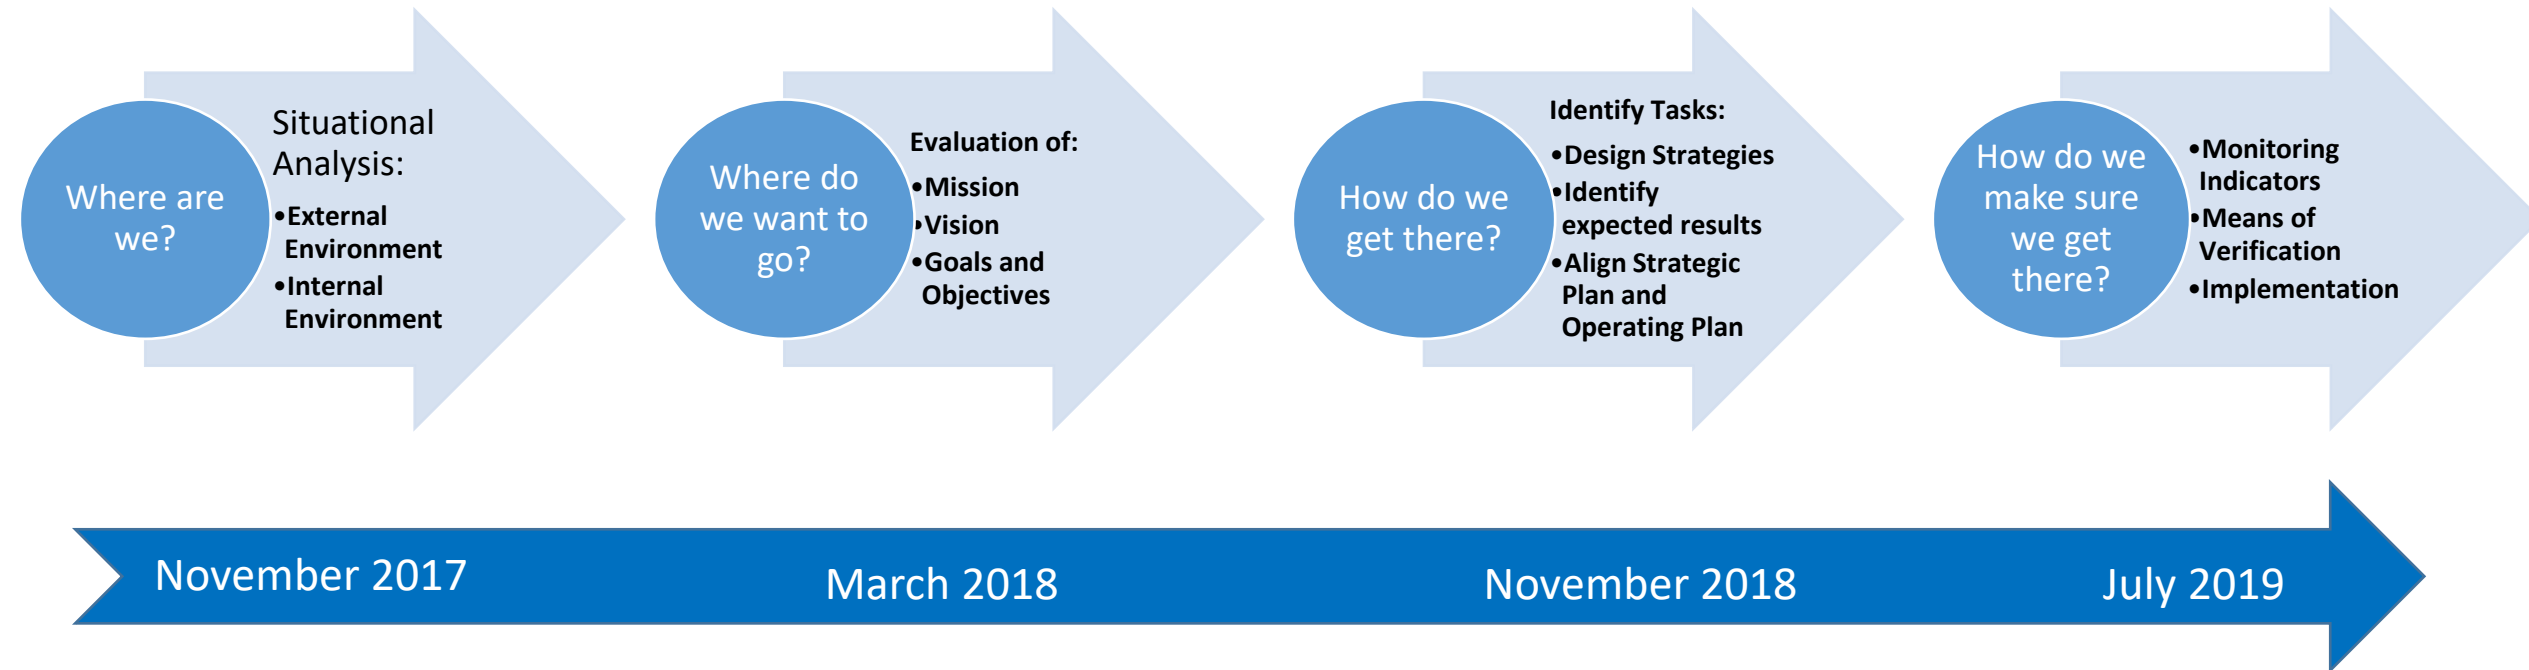 Where are
we?
Situational
Analysis:
•External
Environment
•Internal
Environment
Where do
we want to
go?
Evaluation of:
•Mission
•Vision
•Goals and
Objectives
How do we
get there?
Identify Tasks:
•Design Strategies
•Identify
expected results
•Align Strategic
Plan and
Operating Plan
How do we
make sure
we get
there?
•Monitoring
Indicators
•Means of
Verification
•Implementation
November 2017
March 2018
November 2018
July 2019